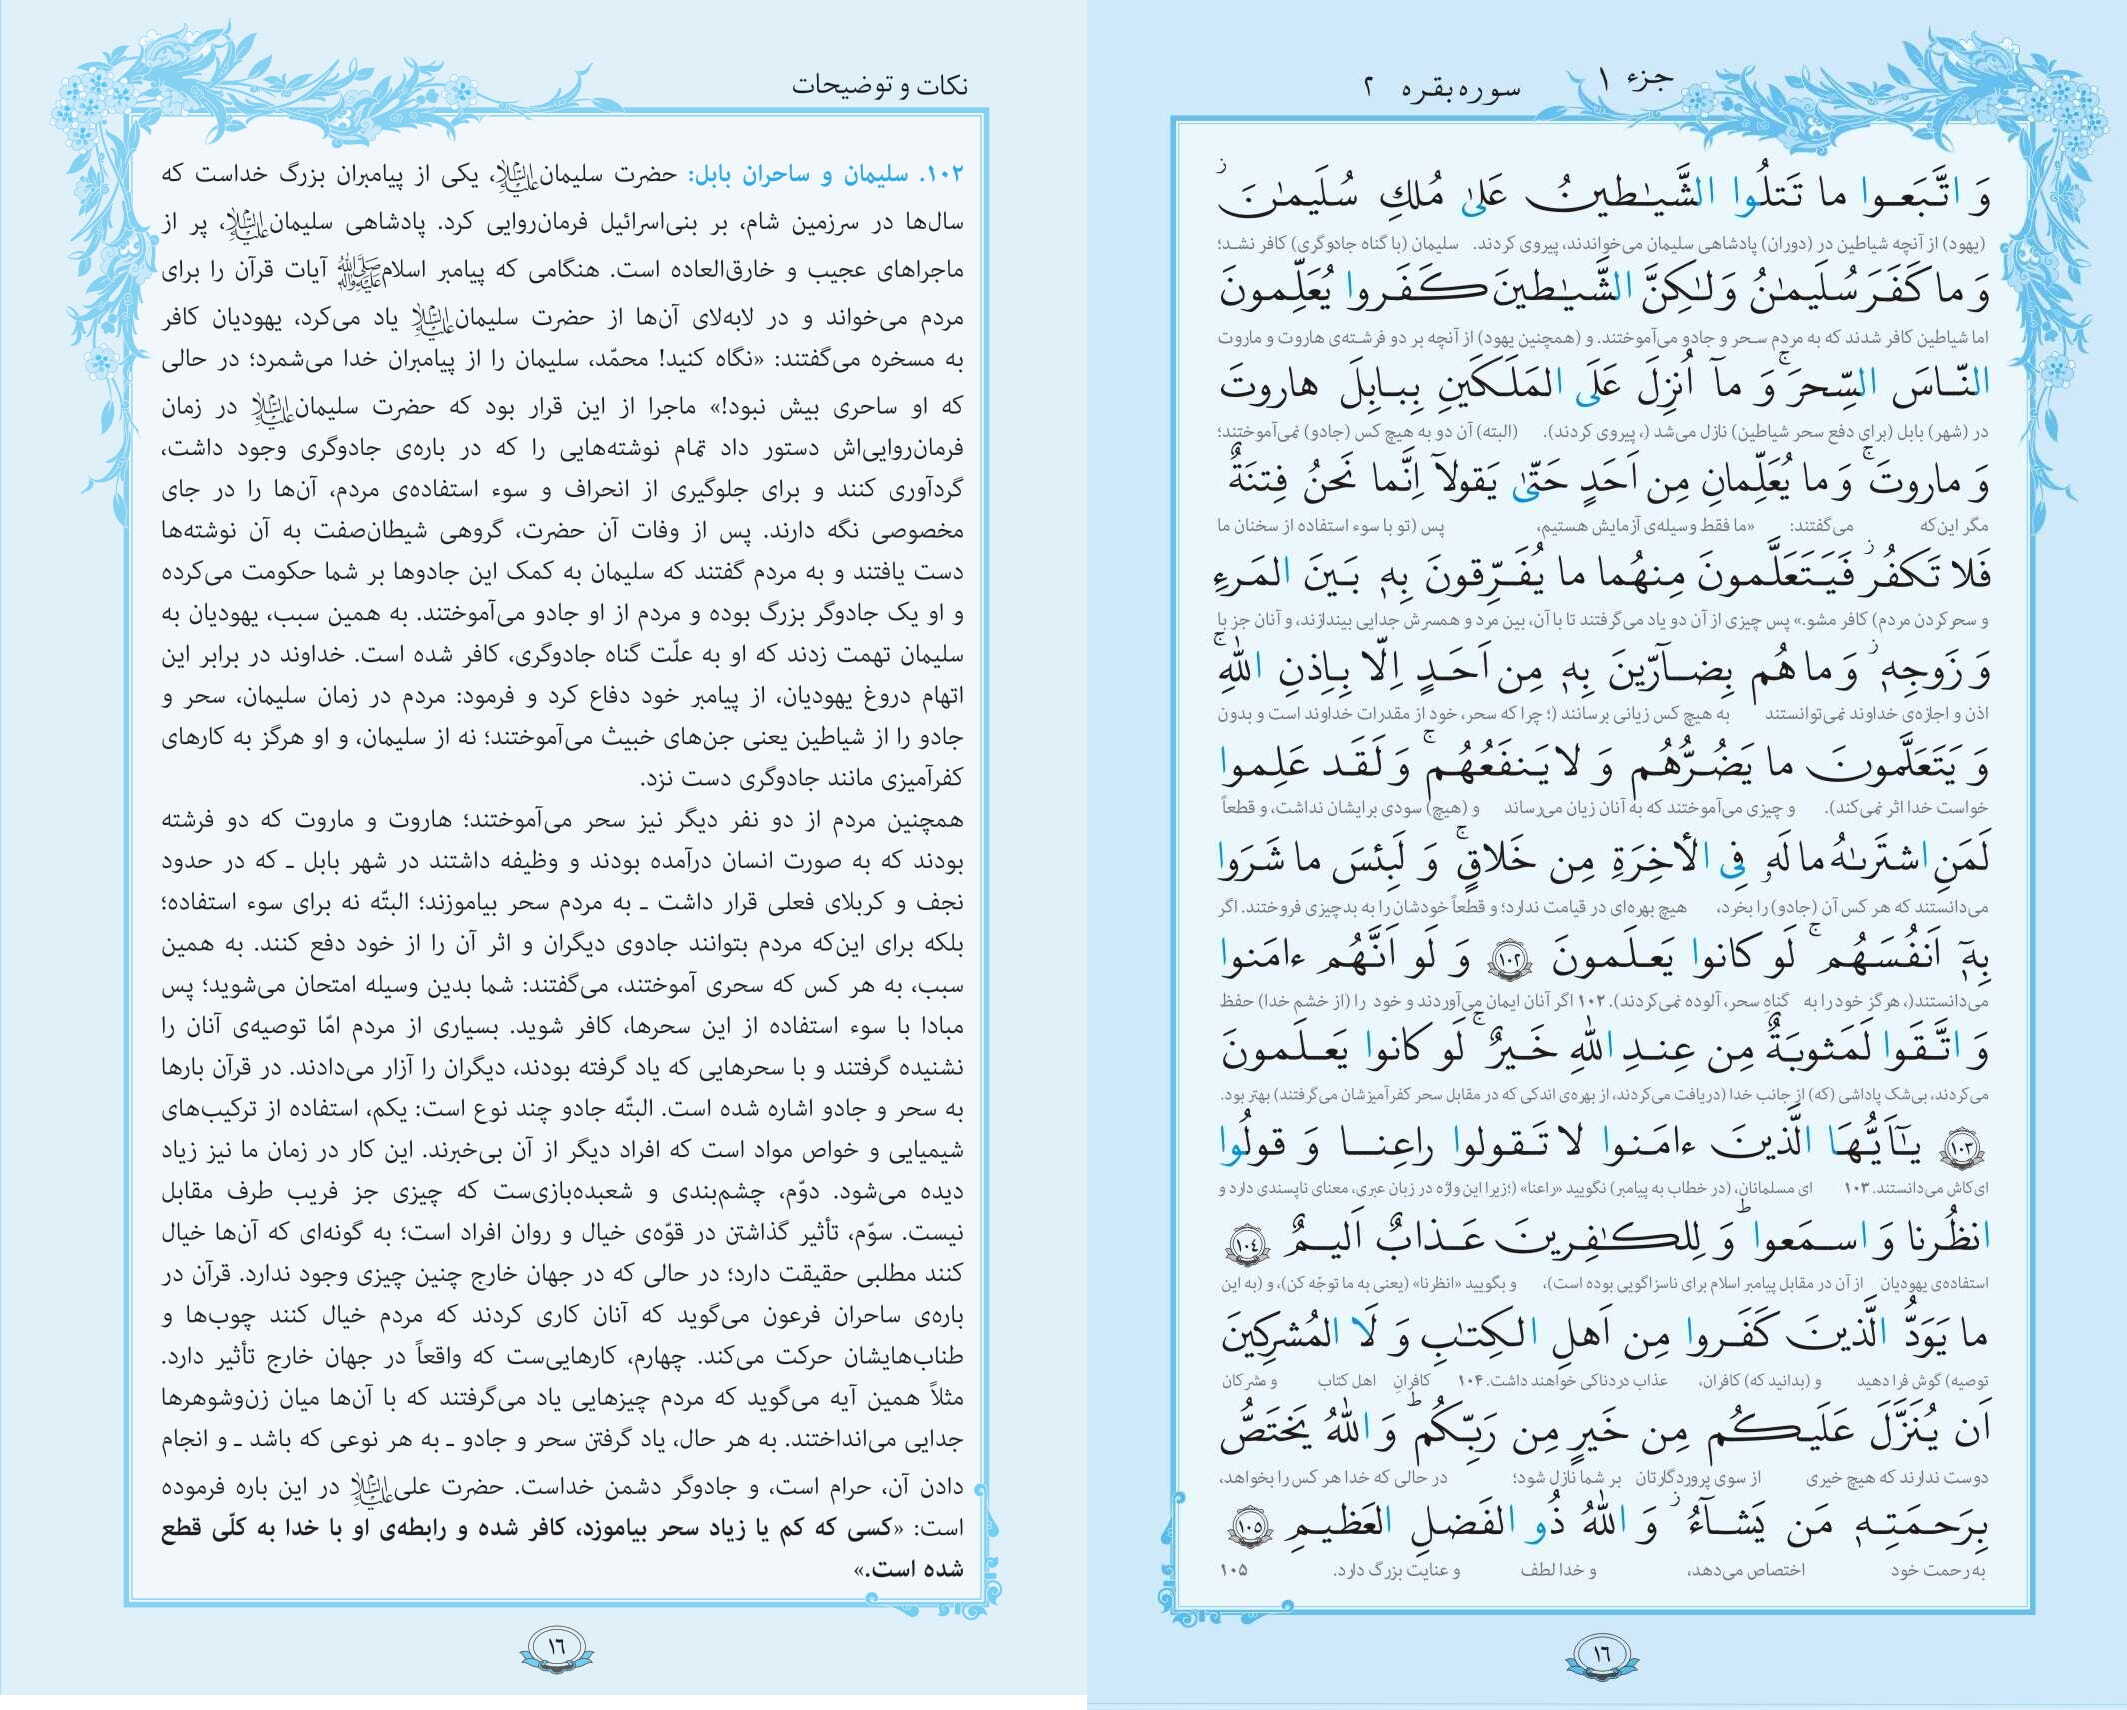 جزء ۱
سوره بقره ۲
وَ اتَّبَعوا ما تَتلُوا الشَّیـٰطینُ عَلیٰ مُلکِ سُلَیمـٰنَ ز
(یهود) از آنچه شیاطین در (دوران) پادشاهی سلیمان می‌خواندند، پیروی کردند. سلیمان (با گناه جادوگری) کافر نشد؛
وَ ما کَفَرَ سُلَیمـٰنُ وَ لـٰکِنَّ الشَّیـٰطینَ کَفَروا یُعَلِّمونَ
اما شیاطین کافر شدند که به مردم سحر و جادو می‌آموختند. و (همچنین یهود) از آنچه بر دو فرشته‌ی هاروت و ماروت
النّاسَ السِّحرَ ج وَ مآ اُنزِلَ عَلَی المَلَکَینِ بِبابِلَ هاروتَ
در (شهر) بابل (برای دفع سحر شیاطین) نازل می‌شد (، پیروی کردند). (البته) آن دو به هیچ کس (جادو) نمی‌آموختند؛
وَ ماروتَ ج وَ ما یُعَلِّمانِ مِن اَحَدٍ حَتّیٰ یَقولآ اِنَّما نَحنُ فِتنَةٌ
مگر این‌که می‌گفتند: «ما فقط وسیله‌ی آزمایش هستیم، پس (تو با سوء استفاده از سخنان ما
فَلا تَکفُر ز فَیَتَعَلَّمونَ مِنهُما ما یُفَرِّقونَ بِهٖ بَینَ المَرءِ
و سحر کردن مردم) کافر مشو.» پس چیزی از آن دو یاد می‌گرفتند تا با آن، بین مرد و همسرش جدایی بیندازند، و آنان جز با
وَ زَوجِهٖ ز وَ ما هُم بِضآرّینَ بِهٖ مِن اَحَدٍ اِلّا بِاِذنِ اللّٰهِ ج
اذن و اجازه‌ی خداوند نمی‌توانستند به هیچ کس زیانی برسانند (؛ چرا که سحر، خود از مقدرات خداوند است و بدون
وَ یَتَعَلَّمونَ ما یَضُرُّهُم وَ لا یَنفَعُهُم ج وَ لَقَد عَلِموا
خواست خدا اثر نمی‌کند). و چیزی می‌آموختند که به آنان زیان می‌رساند و (هیچ) سودی برایشان نداشت، و قطعاً
لَمَنِ اشتَرىٰهُ ما لَهٗ فِی الأٰخِرَةِ مِن خَلاقٍ ج وَ لَبِئسَ ما شَرَوا
می‌دانستند که هر کس آن (جادو) را بخرد، هیچ بهره‌ای در قیامت ندارد؛ و قطعاً خودشان را به بدچیزی فروختند. اگر
بِهٖٓ اَنفُسَهُم ج لَو کانوا یَعـلَمونَ ۱۰۲ وَ لَو اَنَّهُم ءامَنوا
می‌دانستند(، هرگز خود را به گناهِ سحر، آلوده نمی‌کردند). ۱۰۲ اگر آنان ایمان می‌آوردند و خود را (از خشم خدا) حفظ
وَ اتَّقَوا لَمَثوبَةٌ مِن عِندِ اللّٰهِ خَیرٌ ج لَو کانوا یَعـلَمونَ
می‌کردند، بی‌شک پاداشی (که) از جانب خدا (دریافت می‌کردند، از بهره‌ی اندکی که در مقابل سحر کفرآمیزشان می‌گرفتند) بهتر بود.
۱۰۳ یـٰٓاَیُّهَا الَّذینَ ءامَنوا لا تَقولوا راعِنا وَ قولُوا
ای کاش می‌دانستند. ۱۰۳ ای مسلمانان، (در خطاب به پیامبر) نگویید «راعنا» (؛ زیرا این واژه در زبان عبری، معنای ناپسندی دارد و
انظُرنا وَ اسمَعوا ط وَ لِلکـٰفِرینَ عَذابٌ اَلیمٌ ۱۰۴
استفاده‌ی یهودیان از آن در مقابل پیامبر اسلام برای ناسزاگویی بوده است)، و بگویید «انظرنا» (یعنی به ما توجّه کن)، و (به این
ما یَوَدُّ الَّذینَ کَفَروا مِن اَهلِ الکِتـٰبِ وَ لَا المُشرِکینَ
توصیه) گوش فرا دهید و (بدانید که) کافران، عذاب دردناکی خواهند داشت. ۱۰۴ کافرانِ اهل کتاب و مشرکان
اَن یُنَزَّلَ عَلَیکُم مِن خَیرٍ مِن رَبِّکُم ط وَ اللّٰهُ یَختَصُّ
دوست ندارند که هیچ خیری از سوی پروردگارتان بر شما نازل شود؛ در حالی که خدا هر کس را بخواهد،
بِرَحمَتِهٖ مَن یَشآءُ ز وَ اللّٰهُ ذُو الفَضلِ العَظیمِ ۱۰۵
به رحمت خود اختصاص می‌دهد، و خدا لطف و عنایت بزرگ دارد. ۱۰۵
۱٦
نکات و توضیحات
۱۰۲. سلیمان و ساحران بابل: حضرت سلیمان علیه‌السلام، یکی از پیامبران بزرگ خداست که
سال‌ها در سرزمین شام، بر بنی‌اسرائیل فرمان‌روایی کرد. پادشاهی سلیمان علیه‌السلام، پر از
ماجراهای عجیب و خارق‌العاده است. هنگامی که پیامبر اسلام ﷺ آیات قرآن را برای
مردم می‌خواند و در لابه‌لای آن‌ها از حضرت سلیمان علیه‌السلام یاد می‌کرد، یهودیان کافر
به مسخره می‌گفتند: «نگاه کنید! محمّد، سلیمان را از پیامبران خدا می‌شمرد؛ در حالی
که او ساحری بیش نبود!» ماجرا از این قرار بود که حضرت سلیمان علیه‌السلام در زمان
فرمان‌روایی‌اش دستور داد تمام نوشته‌هایی را که در باره‌ی جادوگری وجود داشت،
گردآوری کنند و برای جلوگیری از انحراف و سوء استفاده‌ی مردم، آن‌ها را در جای
مخصوصی نگه دارند. پس از وفات آن حضرت، گروهی شیطان‌صفت به آن نوشته‌ها
دست یافتند و به مردم گفتند که سلیمان به کمک این جادوها بر شما حکومت می‌کرده
و او یک جادوگر بزرگ بوده و مردم از او جادو می‌آموختند. به همین سبب، یهودیان به
سلیمان تهمت زدند که او به علّت گناه جادوگری، کافر شده است. خداوند در برابر این
اتهام دروغ یهودیان، از پیامبر خود دفاع کرد و فرمود: مردم در زمان سلیمان، سحر و
جادو را از شیاطین یعنی جن‌های خبیث می‌آموختند؛ نه از سلیمان، و او هرگز به کارهای
کفرآمیزی مانند جادوگری دست نزد.
همچنین مردم از دو نفر دیگر نیز سحر می‌آموختند؛ هاروت و ماروت که دو فرشته
بودند که به صورت انسان درآمده بودند و وظیفه داشتند در شهر بابل ـ که در حدود
نجف و کربلای فعلی قرار داشت ـ به مردم سحر بیاموزند؛ البتّه نه برای سوء استفاده؛
بلکه برای این‌که مردم بتوانند جادوی دیگران و اثر آن را از خود دفع کنند. به همین
سبب، به هر کس که سحری آموختند، می‌گفتند: شما بدین وسیله امتحان می‌شوید؛ پس
مبادا با سوء استفاده از این سحرها، کافر شوید. بسیاری از مردم امّا توصیه‌ی آنان را
نشنیده گرفتند و با سحرهایی که یاد گرفته بودند، دیگران را آزار می‌دادند. در قرآن بارها
به سحر و جادو اشاره شده است. البتّه جادو چند نوع است: یکم، استفاده از ترکیب‌های
شیمیایی و خواص مواد است که افراد دیگر از آن بی‌خبرند. این کار در زمان ما نیز زیاد
دیده می‌شود. دوّم، چشم‌بندی و شعبده‌بازی‌ست که چیزی جز فریب طرف مقابل
نیست. سوّم، تأثیر گذاشتن در قوّه‌ی خیال و روان افراد است؛ به گونه‌ای که آن‌ها خیال
کنند مطلبی حقیقت دارد؛ در حالی که در جهان خارج چنین چیزی وجود ندارد. قرآن در
باره‌ی ساحران فرعون می‌گوید که آنان کاری کردند که مردم خیال کنند چوب‌ها و
طناب‌هایشان حرکت می‌کند. چهارم، کارهایی‌ست که واقعاً در جهان خارج تأثیر دارد.
مثلاً همین آیه می‌گوید که مردم چیزهایی یاد می‌گرفتند که با آن‌ها میان زن‌وشوهرها
جدایی می‌انداختند. به هر حال، یاد گرفتن سحر و جادو ـ به هر نوعی که باشد ـ و انجام
دادن آن، حرام است، و جادوگر دشمن خداست. حضرت علی علیه‌السلام در این باره فرموده
است: «کسی که کم یا زیاد سحر بیاموزد، کافر شده و رابطه‌ی او با خدا به کلّی قطع
شده است.»
۱٦